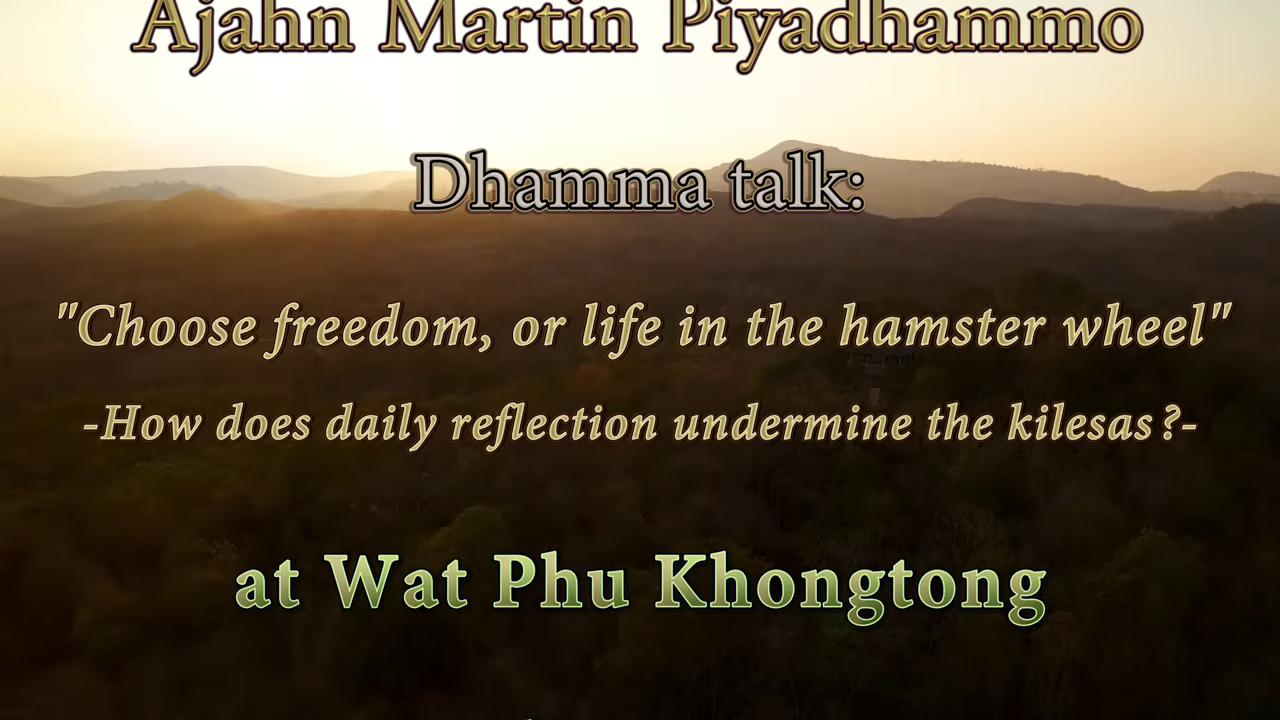 Ajahn Martin Piyadhammo
Dhamma talk:
"Choose freedom, or life in the hamster wheel"
-How does daily reflection undermine the kilesas?-
at Wat Phu Khongtong